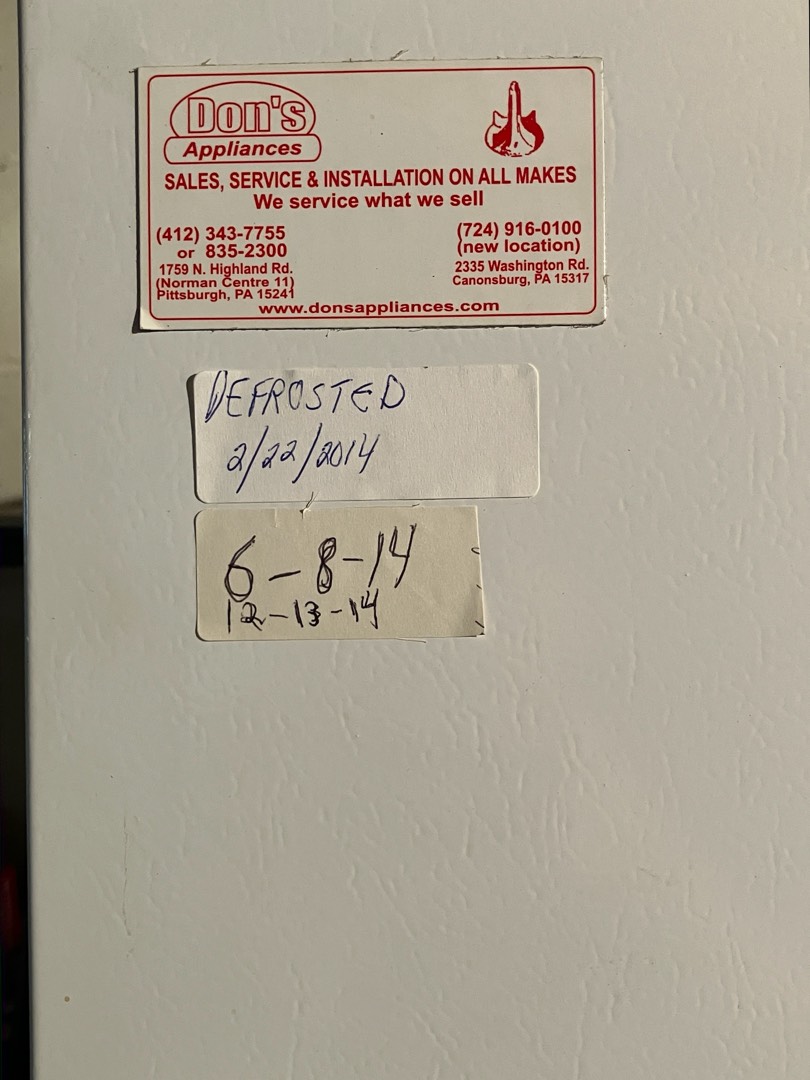 Don's
Appliances
SALES, SERVICE & INSTALLATION ON ALL MAKES
We service what we sell
(412) 343-7755
or 835-2300
1759 N. Highland Rd.
(Norman Centre 11)
Pittsburgh, PA 15241
(724) 916-0100
(new location)
2335 Washington Rd.
Canonsburg, PA 15317
www.donsappliances.com
DEFROSTED
2/22/2014
6-8-14
12-13-14